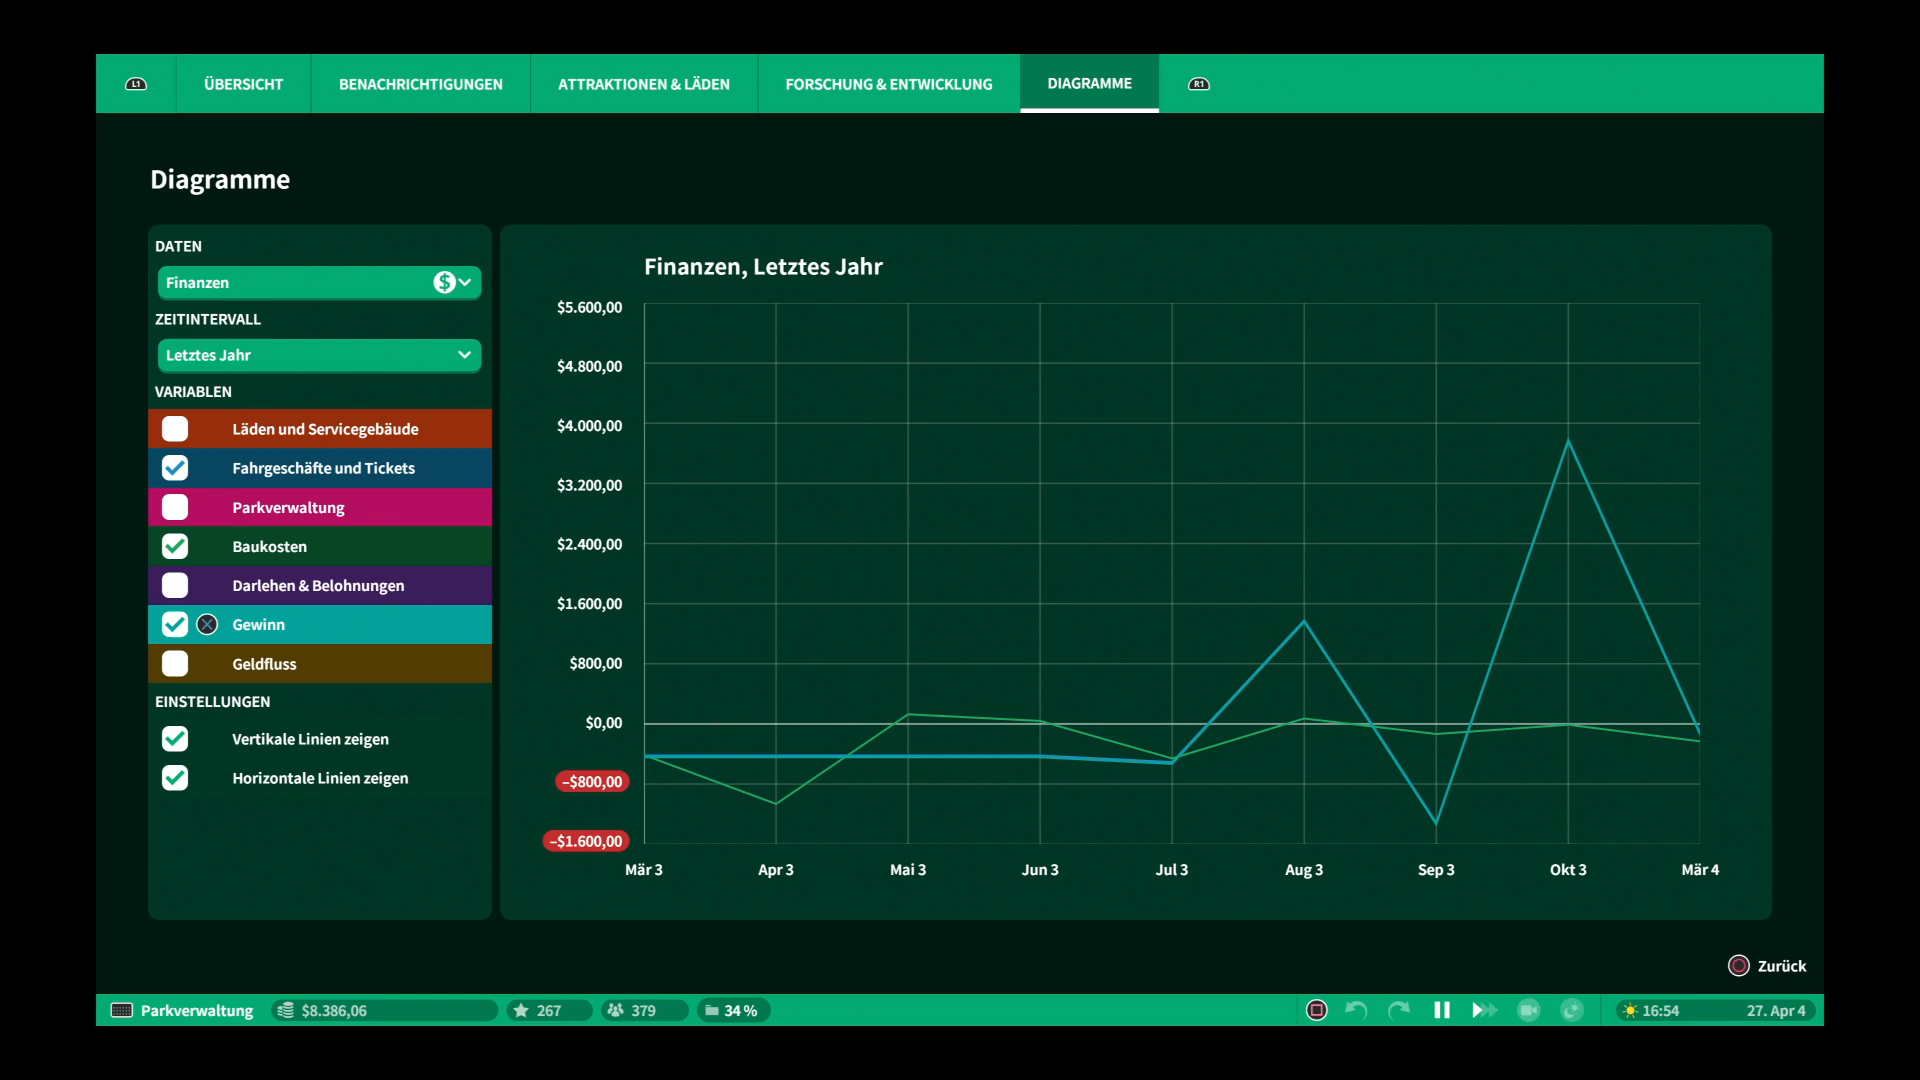 L1 ÜBERSICHT BENACHRICHTIGUNGEN ATTRAKTIONEN & LÄDEN FORSCHUNG & ENTWICKLUNG DIAGRAMME R1
Diagramme
DATEN
Finanzen $
ZEITINTERVALL
Letztes Jahr
VARIABLEN
Läden und Servicegebäude
Fahrgeschäfte und Tickets
Parkverwaltung
Baukosten
Darlehen & Belohnungen
Gewinn
Geldfluss
EINSTELLUNGEN
Vertikale Linien zeigen
Horizontale Linien zeigen
Finanzen, Letztes Jahr
$5.600,00
$4.800,00
$4.000,00
$3.200,00
$2.400,00
$1.600,00
$800,00
$0,00
–$800,00
–$1.600,00
Mär 3 Apr 3 Mai 3 Jun 3 Jul 3 Aug 3 Sep 3 Okt 3 Mär 4
Zurück
Parkverwaltung $8.386,06 267 379 34 % 16:54 27. Apr 4